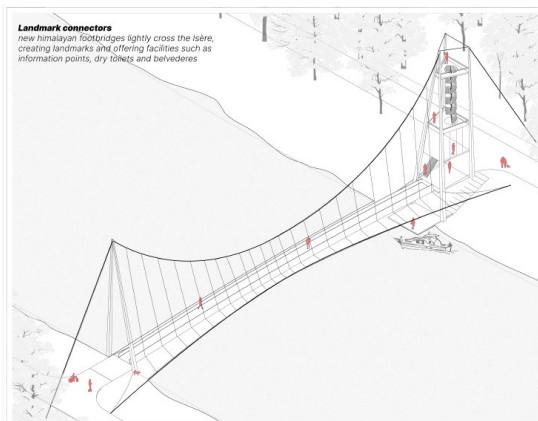 Landmark connectors
new himalayan footbridges lightly cross the Isère,
creating landmarks and offering facilities such as
information points, dry toilets and belvederes